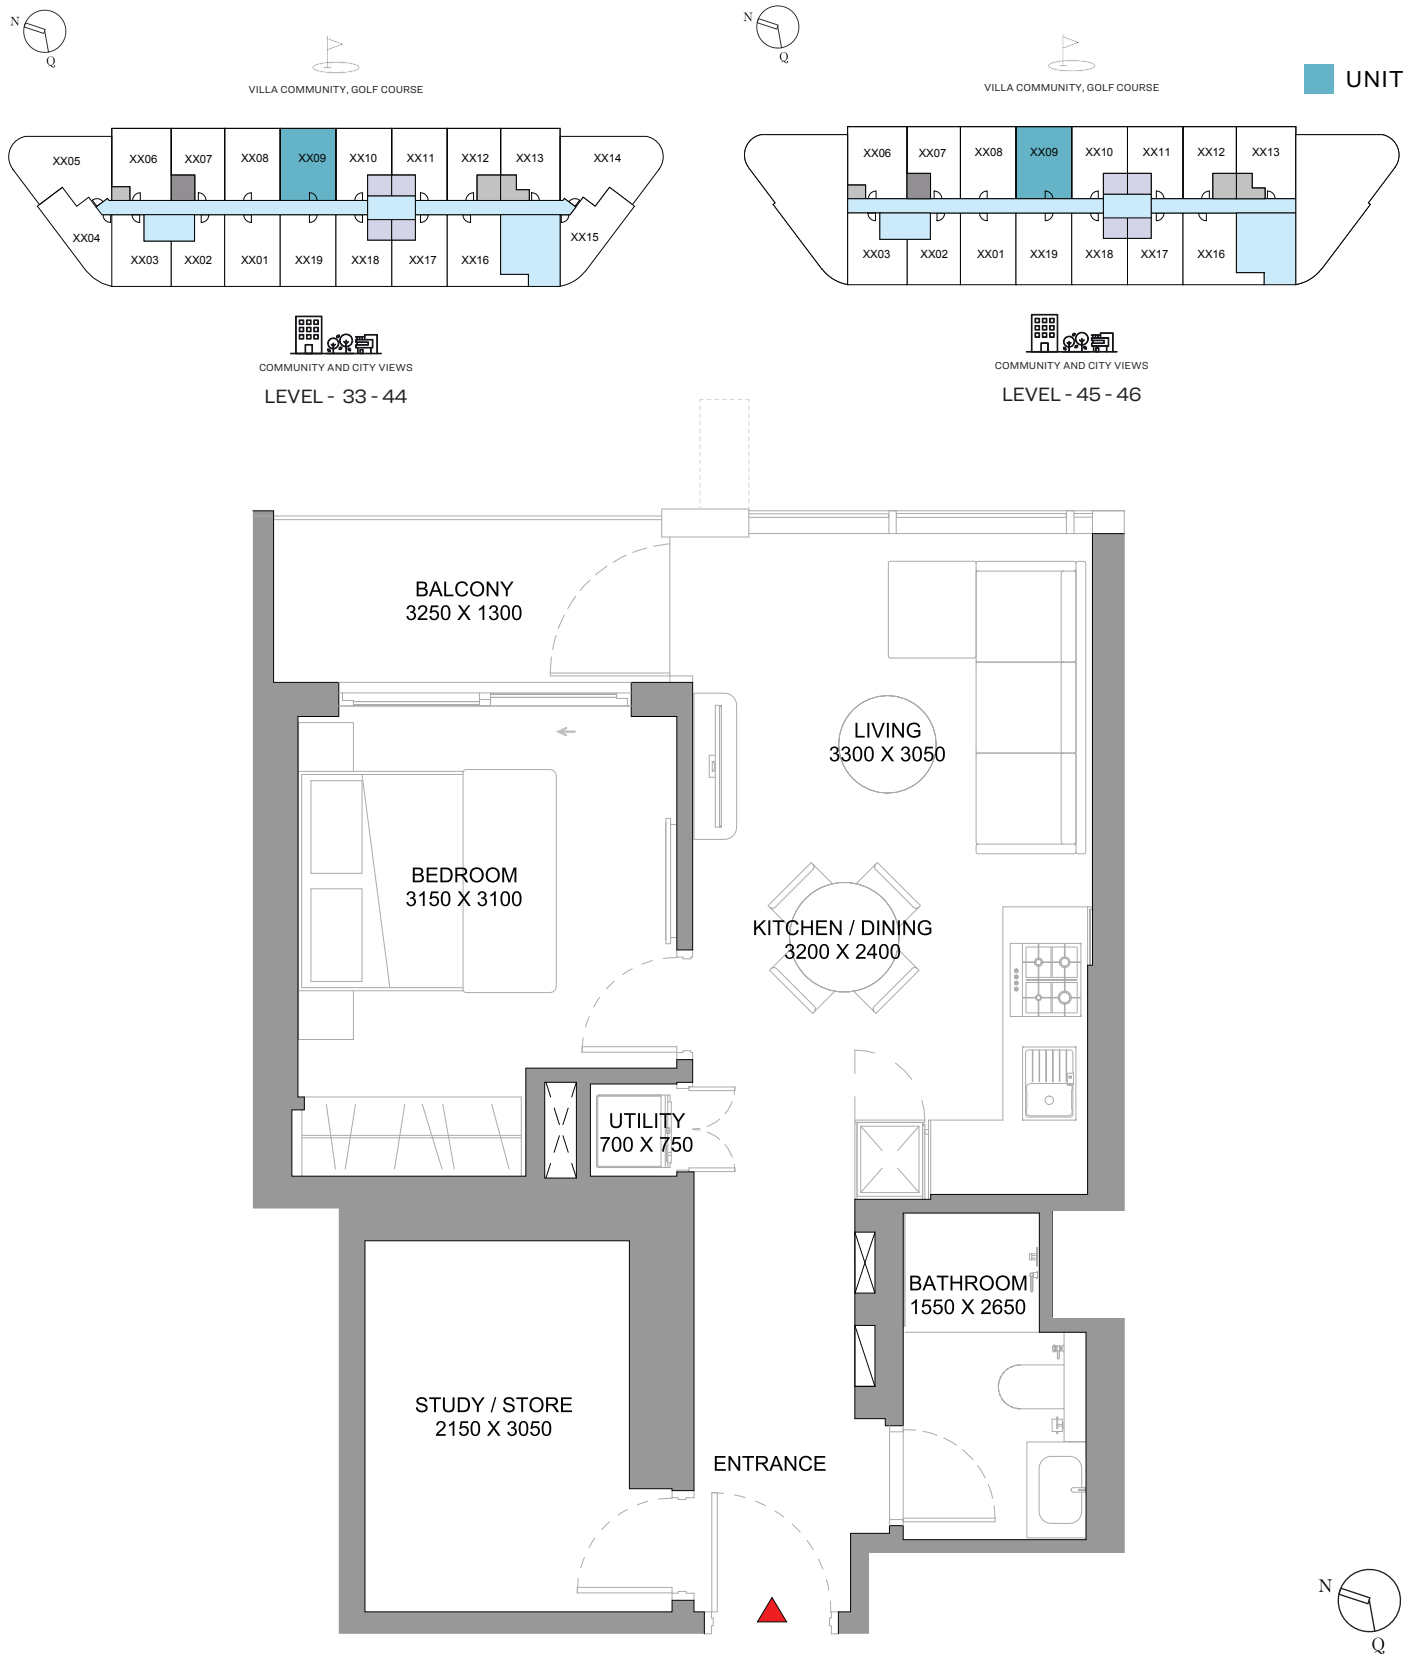 N
Q
VILLA COMMUNITY, GOLF COURSE
XX05
XX06
XX07
XX08
XX09
XX10
XX11
XX12
XX13
XX14
XX04
XX03
XX02
XX01
XX19
XX18
XX17
XX16
XX15
COMMUNITY AND CITY VIEWS
LEVEL - 33 - 44
N
Q
VILLA COMMUNITY, GOLF COURSE
UNIT
XX06
XX07
XX08
XX09
XX10
XX11
XX12
XX13
XX03
XX02
XX01
XX19
XX18
XX17
XX16
COMMUNITY AND CITY VIEWS
LEVEL - 45 - 46
BALCONY
3250 X 1300
LIVING
3300 X 3050
BEDROOM
3150 X 3100
KITCHEN / DINING
3200 X 2400
UTILITY
700 X 750
BATHROOM
1550 X 2650
STUDY / STORE
2150 X 3050
ENTRANCE
N
Q